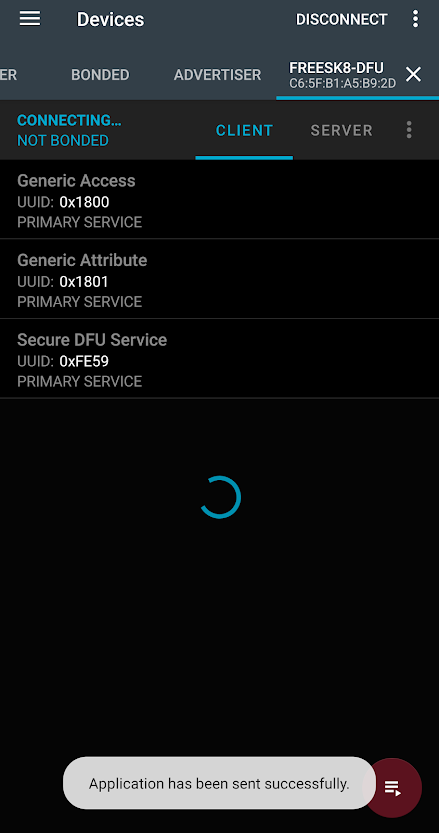 Devices
DISCONNECT
ER
BONDED
ADVERTISER
FREESK8-DFU
C6:5F:B1:A5:B9:2D
CONNECTING…
NOT BONDED
CLIENT
SERVER
Generic Access
UUID: 0x1800
PRIMARY SERVICE
Generic Attribute
UUID: 0x1801
PRIMARY SERVICE
Secure DFU Service
UUID: 0xFE59
PRIMARY SERVICE
Application has been sent successfully.